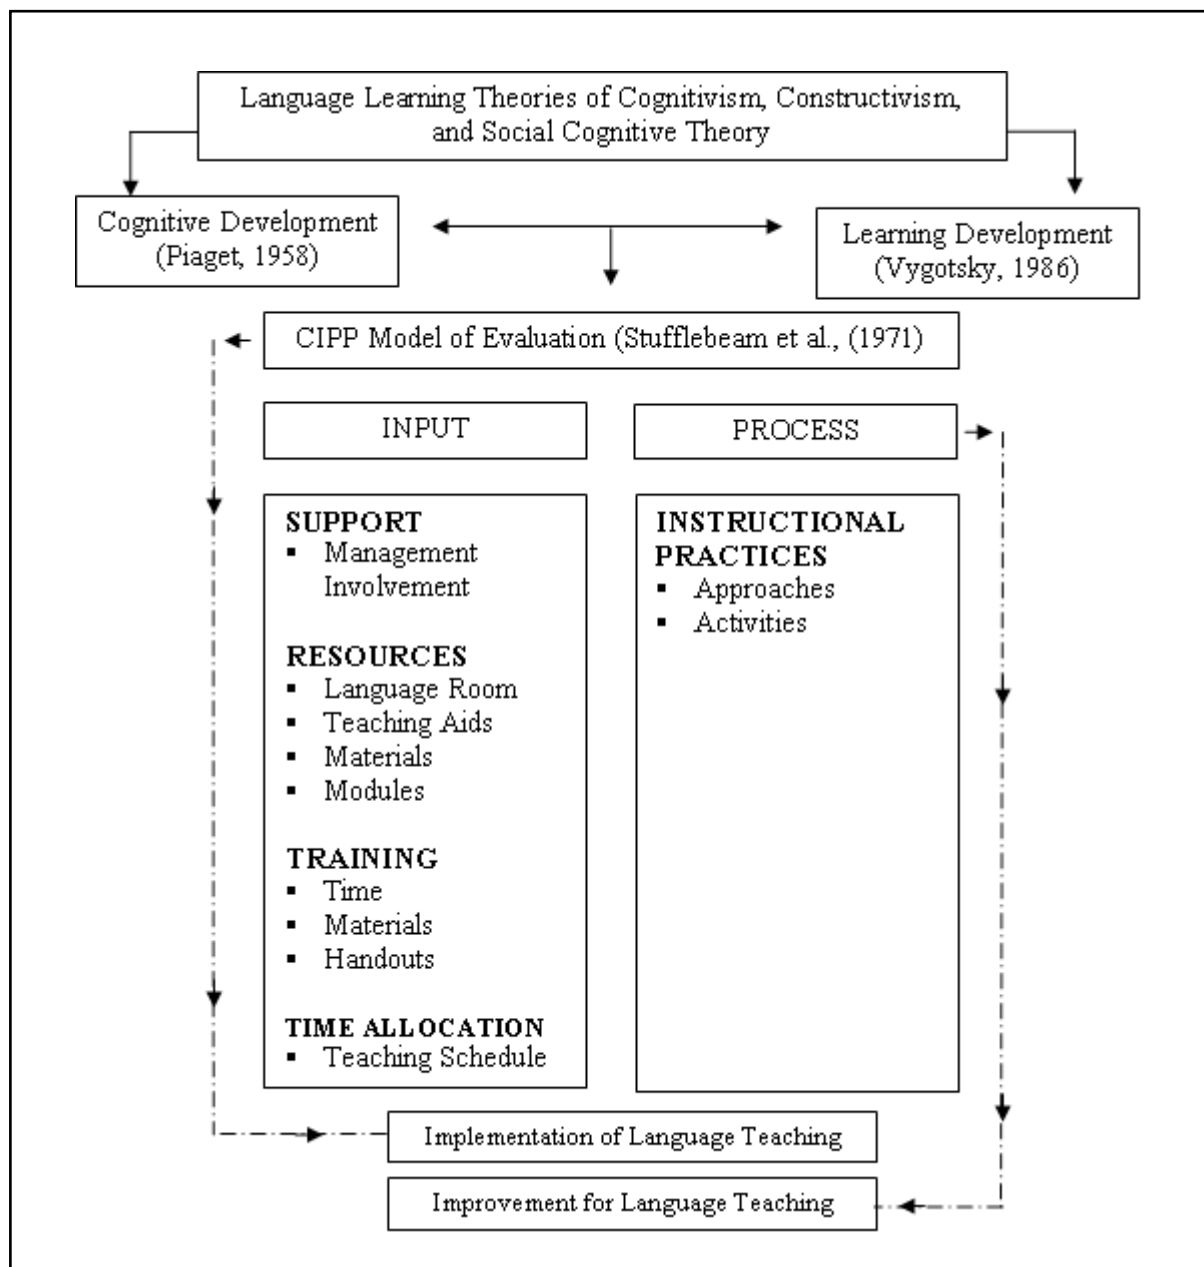 Language Learning Theories of Cognitivism, Constructivism,
and Social Cognitive Theory
Cognitive Development
(Piaget, 1958)
Learning Development
(Vygotsky, 1986)
CIPP Model of Evaluation (Stufflebeam et al., (1971)
INPUT
PROCESS
SUPPORT
▪ Management
Involvement
RESOURCES
▪ Language Room
▪ Teaching Aids
▪ Materials
▪ Modules
TRAINING
▪ Time
▪ Materials
▪ Handouts
TIME ALLOCATION
▪ Teaching Schedule
INSTRUCTIONAL
PRACTICES
▪ Approaches
▪ Activities
Implementation of Language Teaching
Improvement for Language Teaching